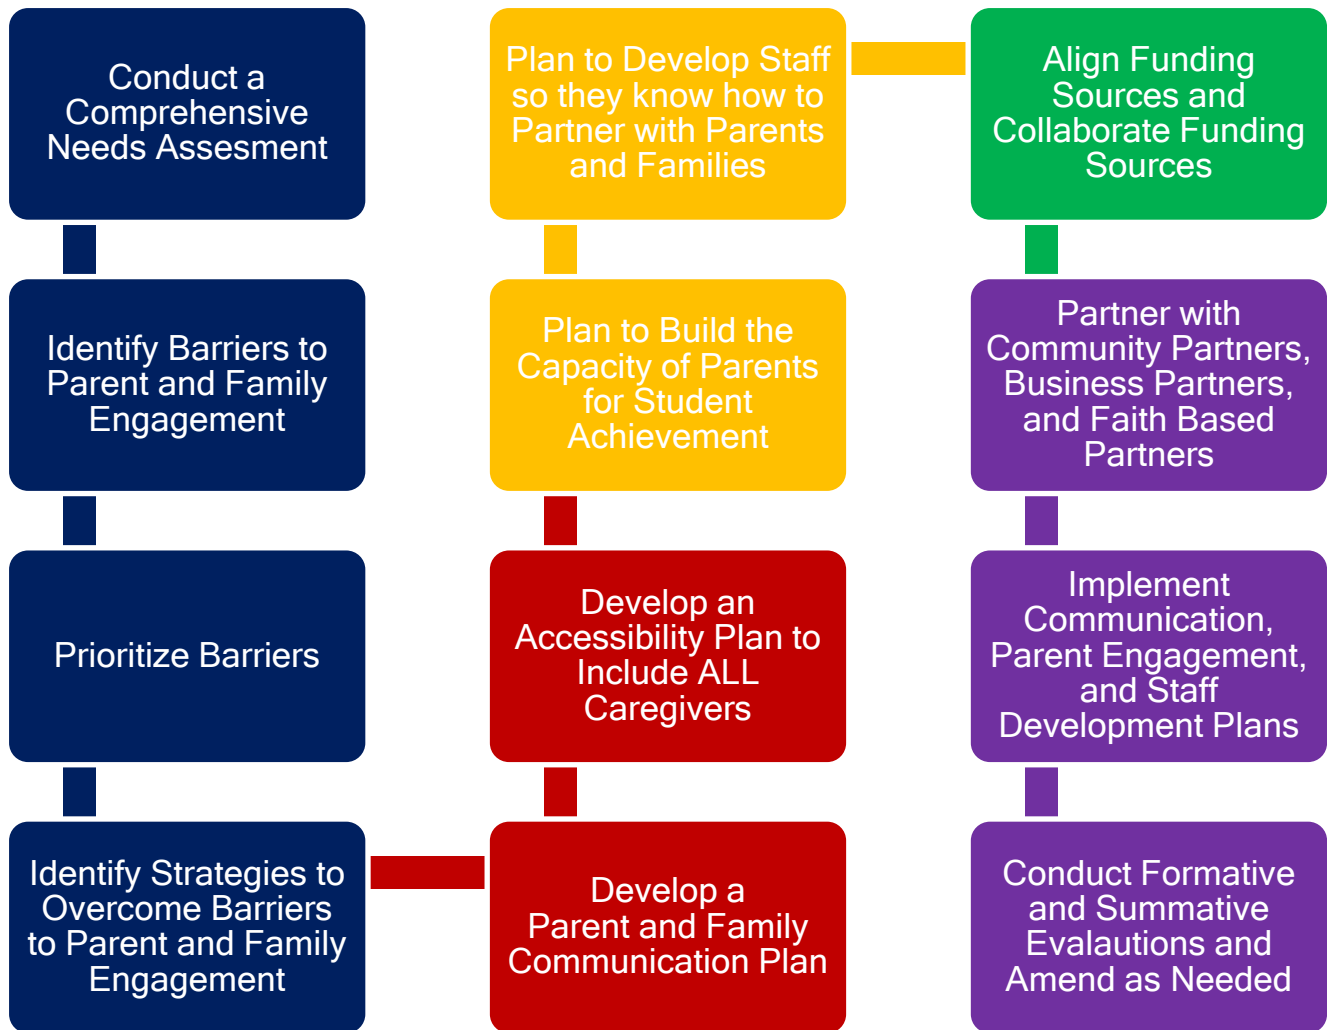 Conduct a
Comprehensive
Needs Assesment
Identify Barriers to
Parent and Family
Engagement
Prioritize Barriers
Identify Strategies to
Overcome Barriers
to Parent and Family
Engagement
Develop a
Parent and Family
Communication Plan
Develop an
Accessibility Plan to
Include ALL
Caregivers
Plan to Build the
Capacity of Parents
for Student
Achievement
Plan to Develop Staff
so they know how to
Partner with Parents
and Families
Align Funding
Sources and
Collaborate Funding
Sources
Partner with
Community Partners,
Business Partners,
and Faith Based
Partners
Implement
Communication,
Parent Engagement,
and Staff
Development Plans
Conduct Formative
and Summative
Evalautions and
Amend as Needed